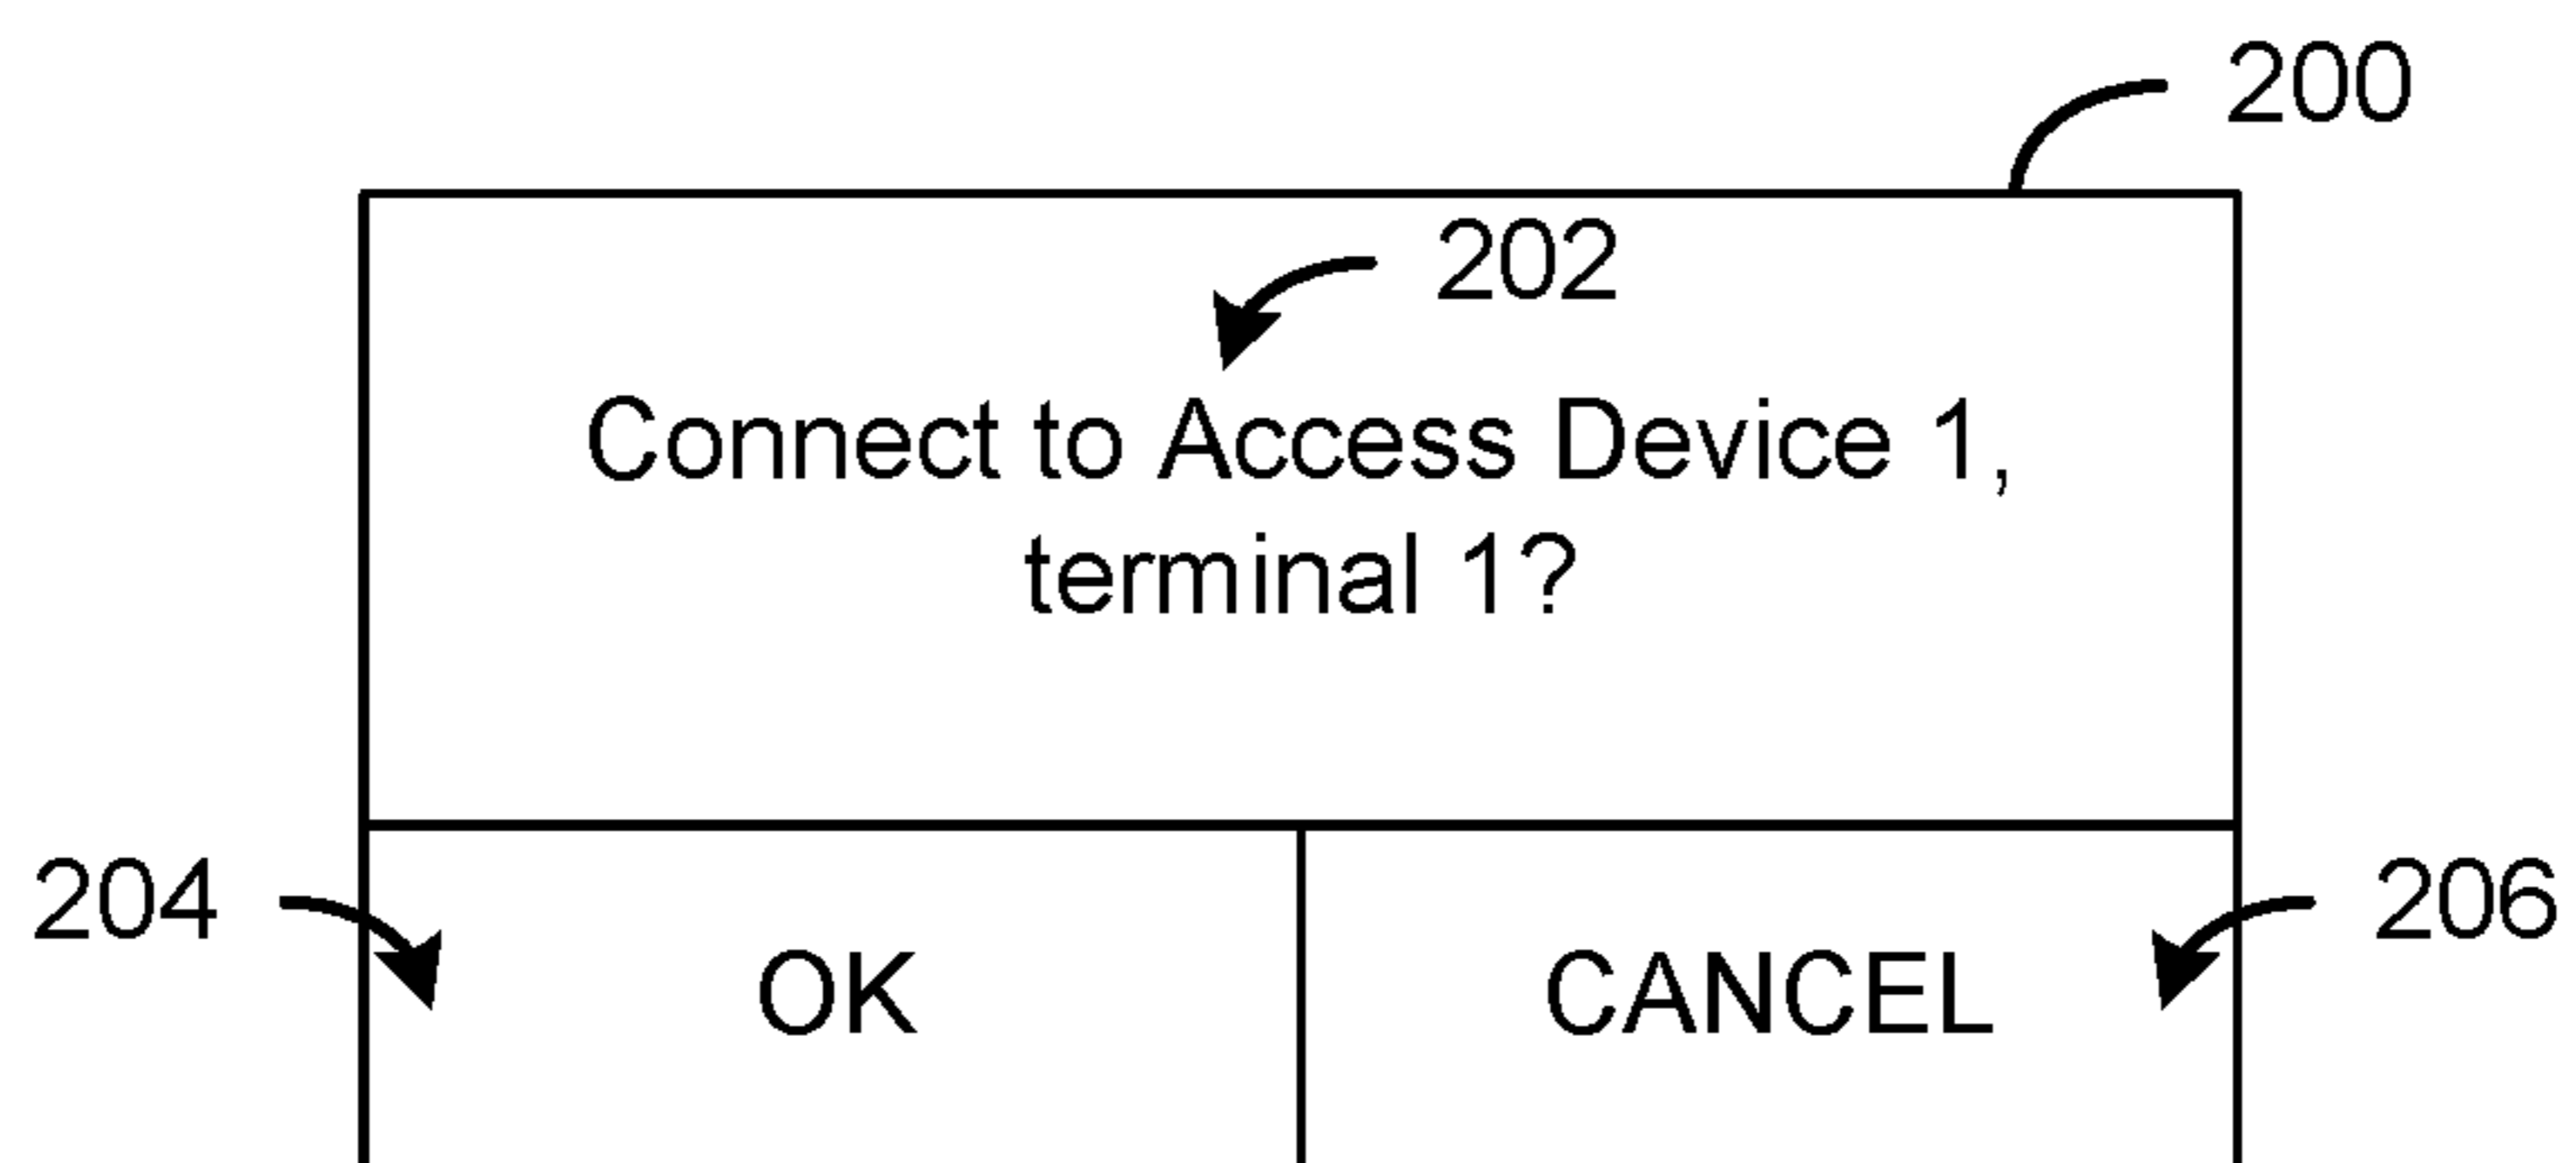 200
202
Connect to Access Device 1,
terminal 1?
204
206
OK
CANCEL